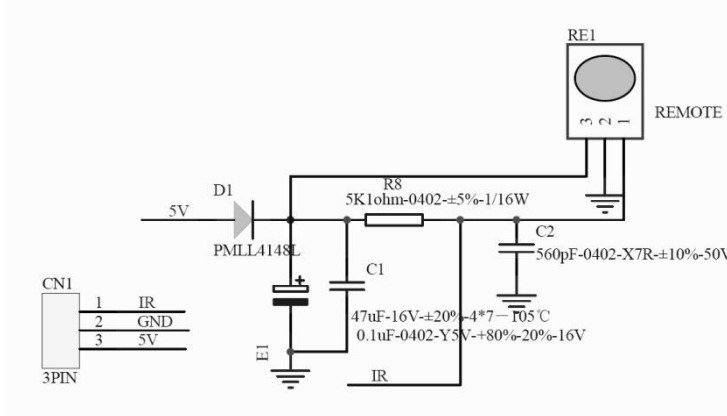 RE1
REMOTE
3 2 1
R8
5K1ohm-0402-±5%-1/16W
D1
5V
PMLL4148L
C2
560pF-0402-X7R-±10%-50V
C1
+
47uF-16V-±20%-4*7—105℃
0.1uF-0402-Y5V-+80%-20%-16V
E1
CN1
1 IR
2 GND
3 5V
3PIN
IR